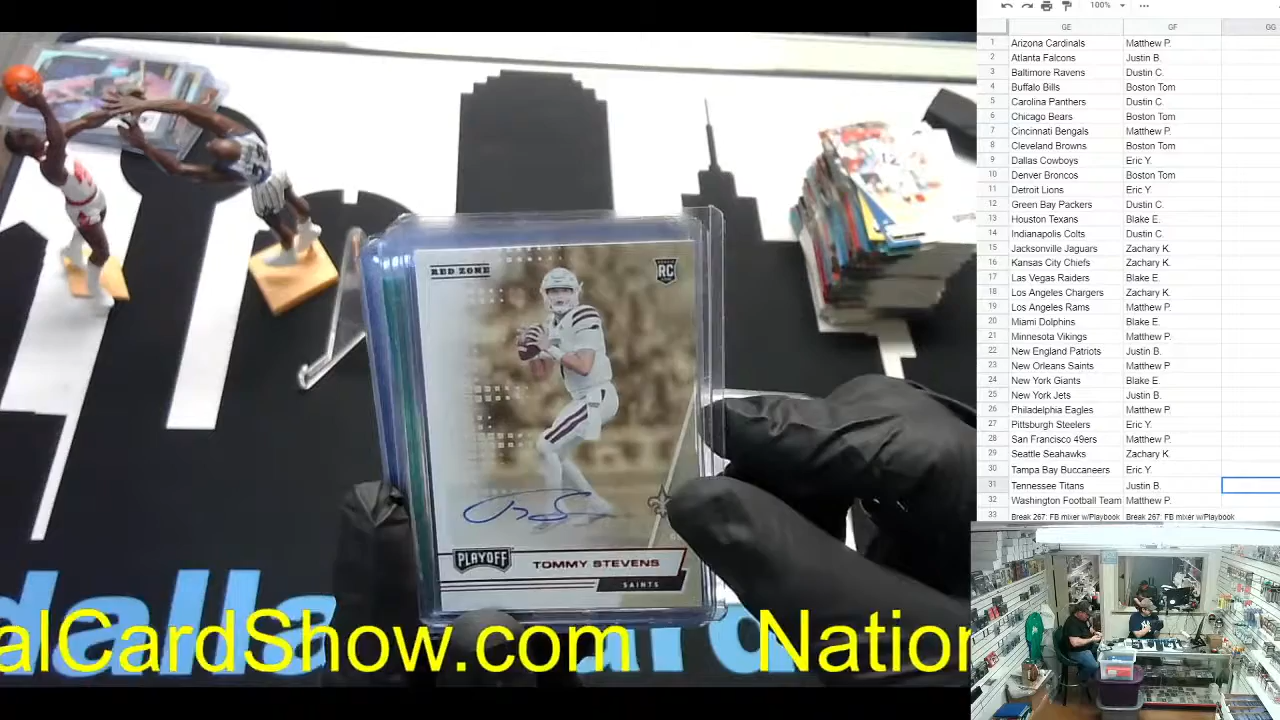 RED ZONE
RC
PLAYOFF
TOMMY STEVENS
SAINTS
dalls
alCardShow.com Nation
100%
GE GF GG
1 Arizona Cardinals Matthew P.
2 Atlanta Falcons Justin B.
3 Baltimore Ravens Dustin C.
4 Buffalo Bills Boston Tom
5 Carolina Panthers Dustin C.
6 Chicago Bears Boston Tom
7 Cincinnati Bengals Matthew P.
8 Cleveland Browns Boston Tom
9 Dallas Cowboys Eric Y.
10 Denver Broncos Boston Tom
11 Detroit Lions Eric Y.
12 Green Bay Packers Dustin C.
13 Houston Texans Blake E.
14 Indianapolis Colts Dustin C.
15 Jacksonville Jaguars Zachary K.
16 Kansas City Chiefs Zachary K.
17 Las Vegas Raiders Blake E.
18 Los Angeles Chargers Zachary K.
19 Los Angeles Rams Matthew P.
20 Miami Dolphins Blake E.
21 Minnesota Vikings Matthew P.
22 New England Patriots Justin B.
23 New Orleans Saints Matthew P
24 New York Giants Blake E.
25 New York Jets Justin B.
26 Philadelphia Eagles Matthew P.
27 Pittsburgh Steelers Eric Y.
28 San Francisco 49ers Matthew P.
29 Seattle Seahawks Zachary K.
30 Tampa Bay Buccaneers Eric Y.
31 Tennessee Titans Justin B.
32 Washington Football Team Matthew P.
33 Break 267: FB mixer w/Playbook Break 267: FB mixer w/Playbook